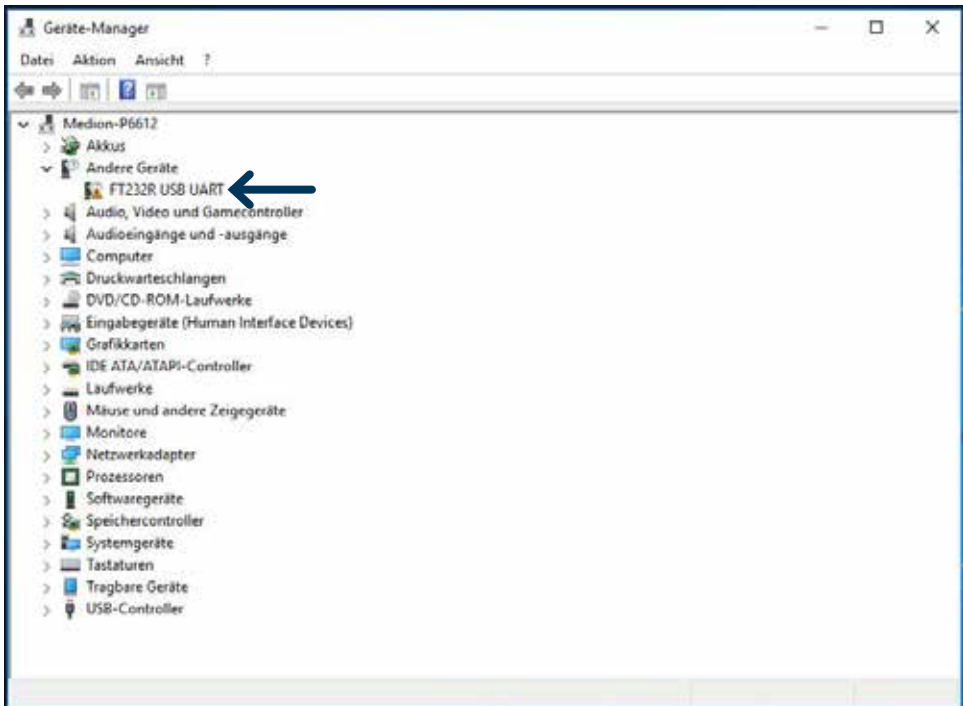 Geräte-Manager
Datei Aktion Ansicht ?
Medion-P6612
Akkus
Andere Geräte
FT232R USB UART
Audio, Video und Gamecontroller
Audioeingänge und -ausgänge
Computer
Druckwarteschlangen
DVD/CD-ROM-Laufwerke
Eingabegeräte (Human Interface Devices)
Grafikkarten
IDE ATA/ATAPI-Controller
Laufwerke
Mäuse und andere Zeigegeräte
Monitore
Netzwerkadapter
Prozessoren
Softwaregeräte
Speichercontroller
Systemgeräte
Tastaturen
Tragbare Geräte
USB-Controller